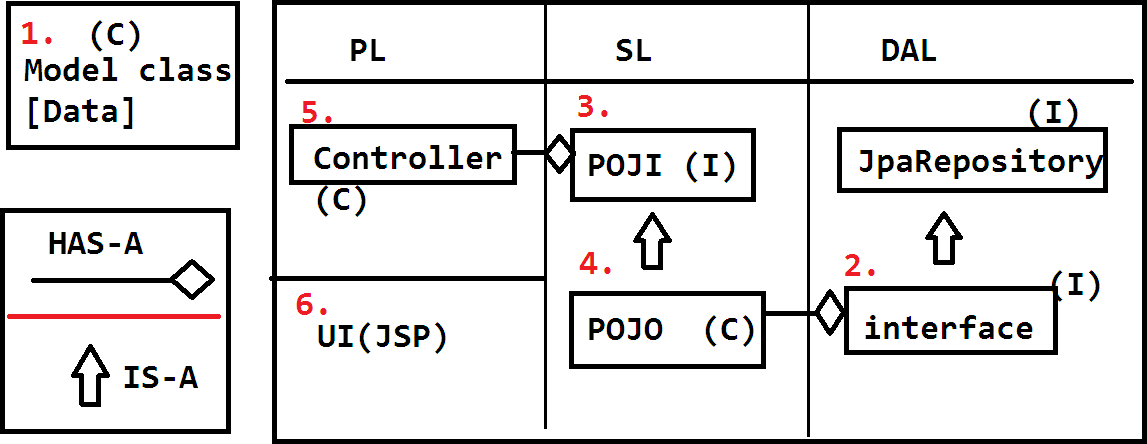 1. (C)
Model class
[Data]
HAS-A
IS-A
PL
SL
DAL
5.
Controller
(C)
6.
UI(JSP)
3.
POJI (I)
4.
POJO (C)
(I)
JpaRepository
2.
(I)
interface